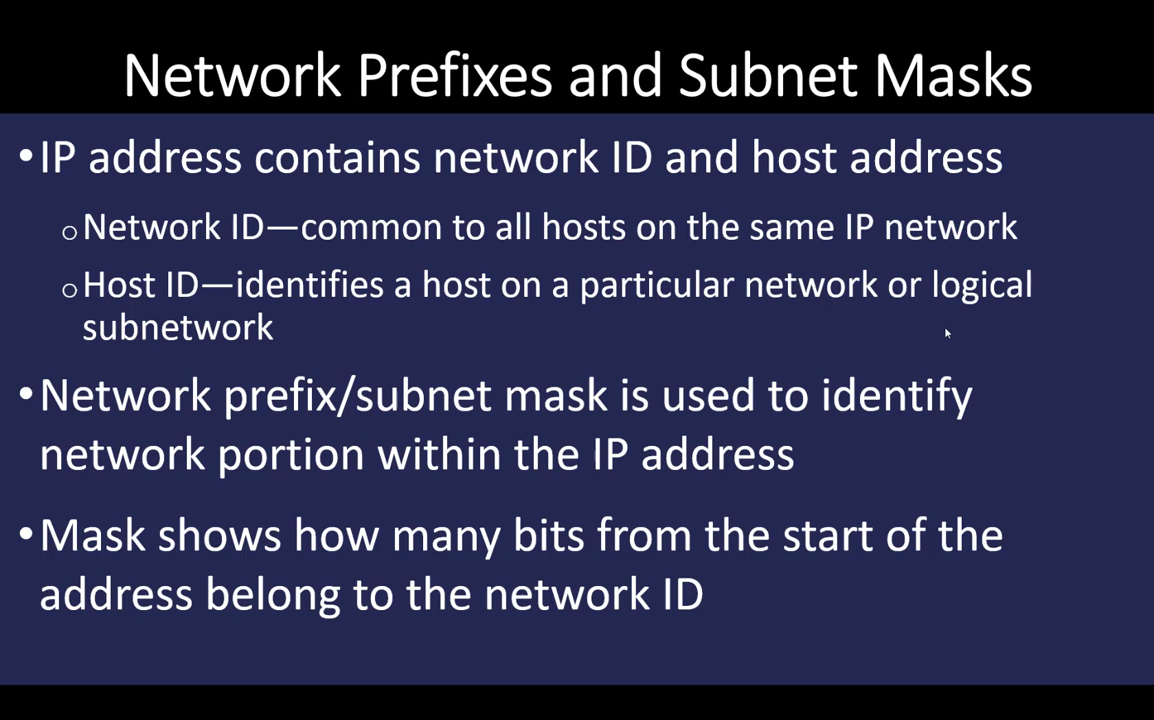 Network Prefixes and Subnet Masks
•IP address contains network ID and host address
oNetwork ID—common to all hosts on the same IP network
oHost ID—identifies a host on a particular network or logical
subnetwork
•Network prefix/subnet mask is used to identify
network portion within the IP address
•Mask shows how many bits from the start of the
address belong to the network ID